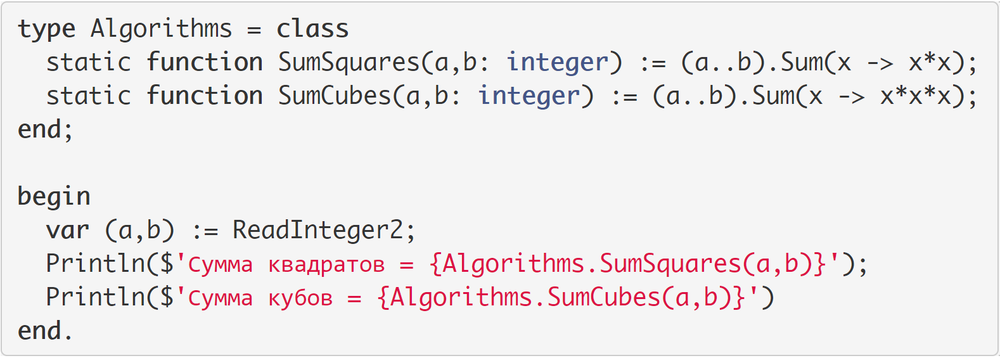 type Algorithms = class
  static function SumSquares(a,b: integer) := (a..b).Sum(x -> x*x);
  static function SumCubes(a,b: integer) := (a..b).Sum(x -> x*x*x);
end;

begin
  var (a,b) := ReadInteger2;
  Println($'Сумма квадратов = {Algorithms.SumSquares(a,b)}');
  Println($'Сумма кубов = {Algorithms.SumCubes(a,b)}')
end.